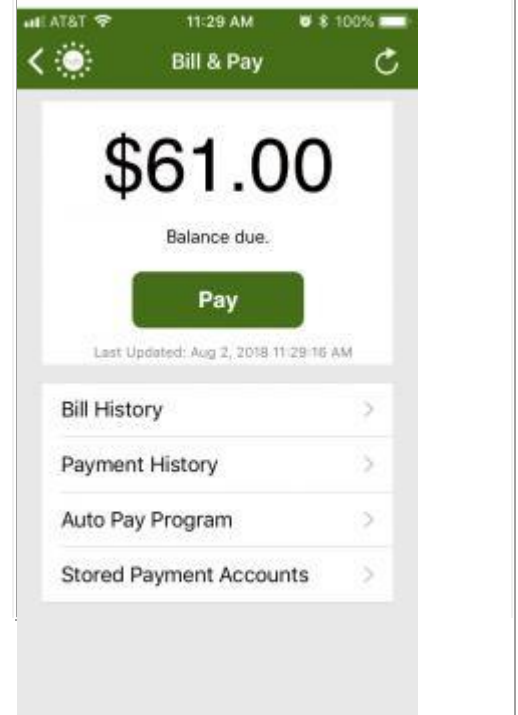 AT&T 11:29 AM 100%
Bill & Pay
$61.00
Balance due.
Pay
Last Updated: Aug 2, 2018 11:29:16 AM
Bill History
Payment History
Auto Pay Program
Stored Payment Accounts